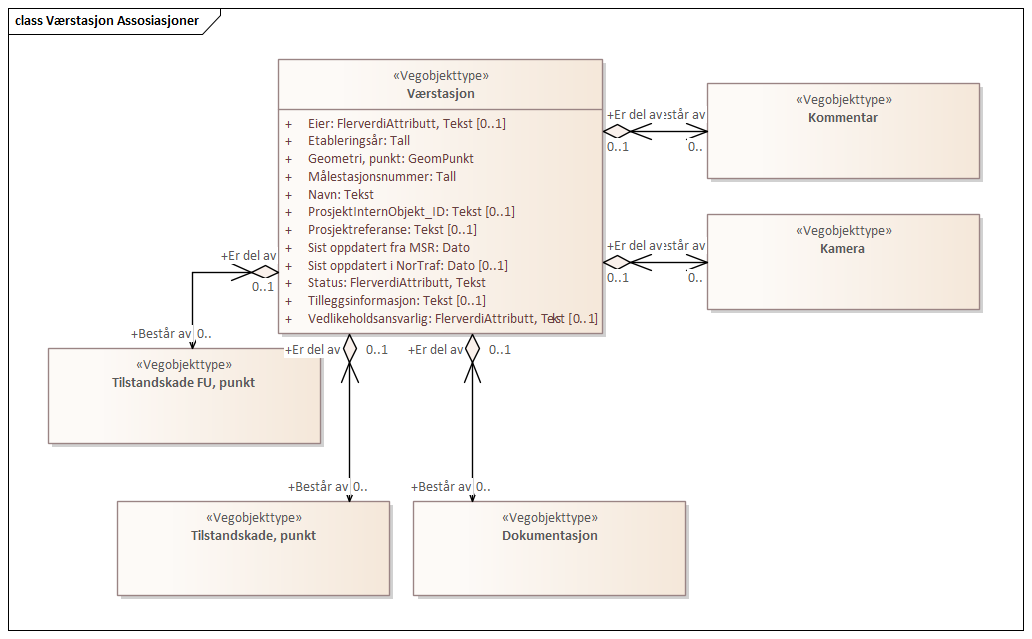 class Værstasjon Assosiasjoner
«Vegobjekttype»
Værstasjon
+ Eier: FlerverdiAttributt, Tekst [0..1]
+ Etableringsår: Tall
+ Geometri, punkt: GeomPunkt
+ Målestasjonsnummer: Tall
+ Navn: Tekst
+ ProsjektInternObjekt_ID: Tekst [0..1]
+ Prosjektreferanse: Tekst [0..1]
+ Sist oppdatert fra MSR: Dato
+ Sist oppdatert i NorTraf: Dato [0..1]
+ Status: FlerverdiAttributt, Tekst
+ Tilleggsinformasjon: Tekst [0..1]
+ Vedlikeholdsansvarlig: FlerverdiAttributt, Tekst [0..1]
+Er del av
står av
0..1
0..
«Vegobjekttype»
Kommentar
+Er del av
står av
0..1
0..
«Vegobjekttype»
Kamera
+Er del av
0..1
+Består av
0..
«Vegobjekttype»
Tilstandskade FU, punkt
+Er del av
0..1
+Består av
0..
«Vegobjekttype»
Tilstandskade, punkt
+Er del av
0..1
+Består av
0..
«Vegobjekttype»
Dokumentasjon